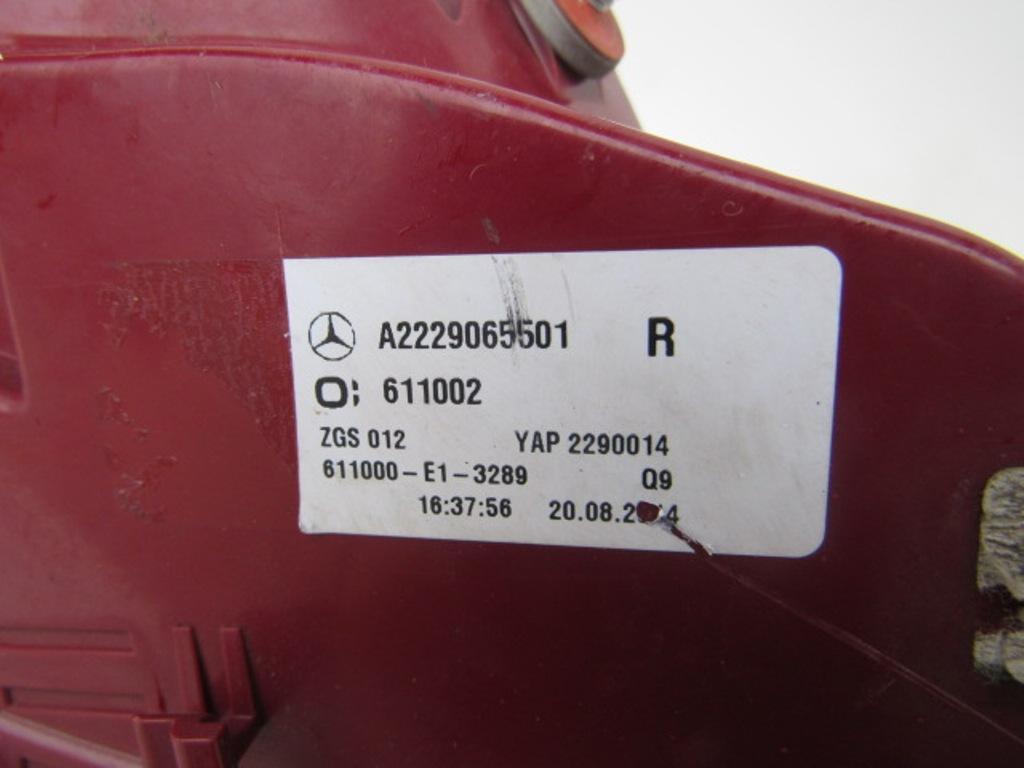 A2229065501 R
611002
ZGS 012 YAP 2290014
611000-E1-3289 Q9
16:37:56